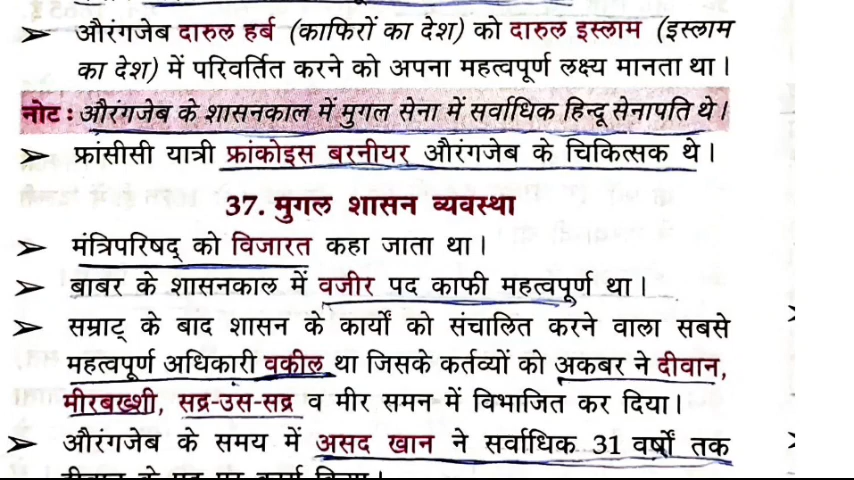 ➢ औरंगजेब दारुल हर्ब (काफिरों का देश) को दारुल इस्लाम (इस्लाम
का देश) में परिवर्तित करने को अपना महत्वपूर्ण लक्ष्य मानता था।
नोट : औरंगजेब के शासनकाल में मुगल सेना में सर्वाधिक हिन्दू सेनापति थे।
➢ फ्रांसीसी यात्री फ्रांकोइस बरनीयर औरंगजेब के चिकित्सक थे।
37. मुगल शासन व्यवस्था
➢ मंत्रिपरिषद् को विजारत कहा जाता था।
➢ बाबर के शासनकाल में वजीर पद काफी महत्वपूर्ण था।
➢ सम्राट् के बाद शासन के कार्यों को संचालित करने वाला सबसे
महत्वपूर्ण अधिकारी वकील था जिसके कर्तव्यों को अकबर ने दीवान,
मीरबख्शी, सद्र-उस-सद्र व मीर समन में विभाजित कर दिया।
➢ औरंगजेब के समय में असद खान ने सर्वाधिक 31 वर्षों तक